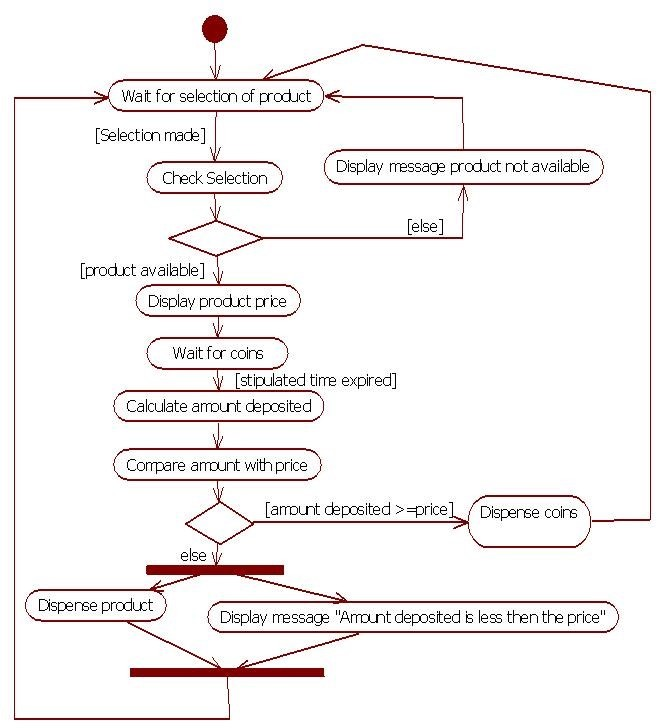 Wait for selection of product
[Selection made]
Check Selection
Display message product not available
[else]
[product available]
Display product price
Wait for coins
[stipulated time expired]
Calculate amount deposited
Compare amount with price
[amount deposited >=price]
Dispense coins
else
Dispense product
Display message "Amount deposited is less then the price"